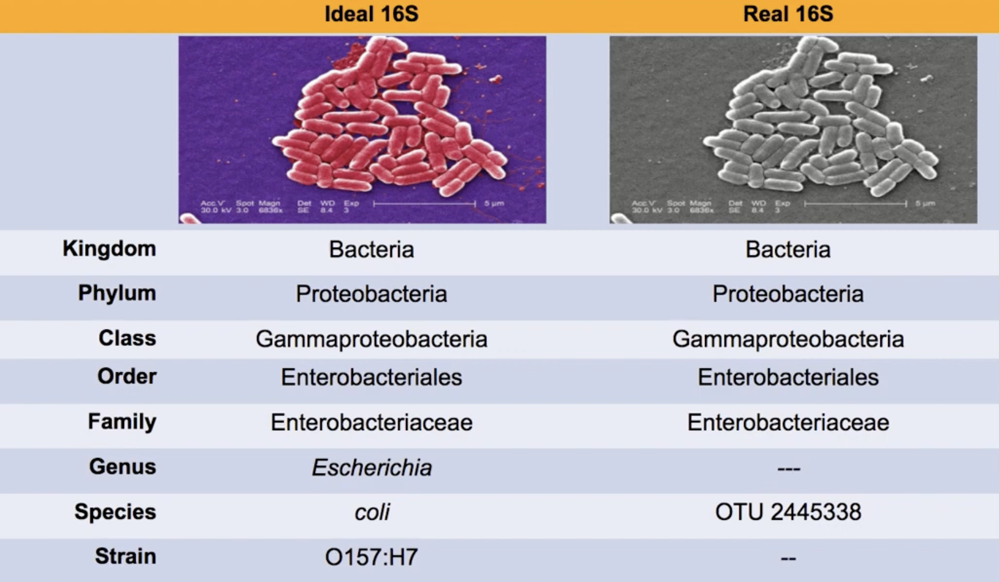 Ideal 16S Real 16S
Acc.V Spot Magn Det WD Exp 5 µm
30.0 kV 3.0 6836x SE 8.4 3
Acc.V Spot Magn Det WD Exp 5 µm
30.0 kV 3.0 6836x SE 8.4 3
Kingdom Bacteria Bacteria
Phylum Proteobacteria Proteobacteria
Class Gammaproteobacteria Gammaproteobacteria
Order Enterobacteriales Enterobacteriales
Family Enterobacteriaceae Enterobacteriaceae
Genus Escherichia ---
Species coli OTU 2445338
Strain O157:H7 --